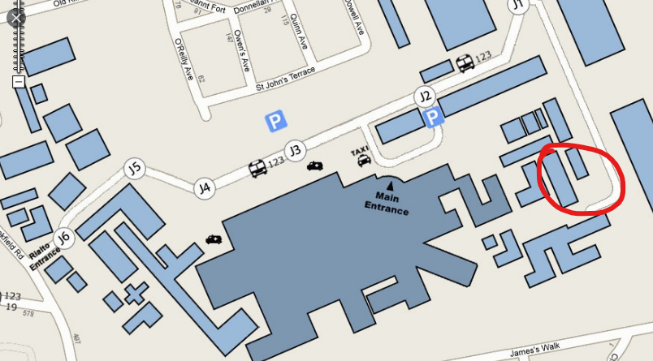 Donnellan
Owen's Ave
Quinn Ave
O'Reilly Ave
St John's Terrace
J1
123
J2
P
P
TAXI
J3
123
J5
J4
Main
Entrance
J6
Rialto
Entrance
123
19
James's Walk